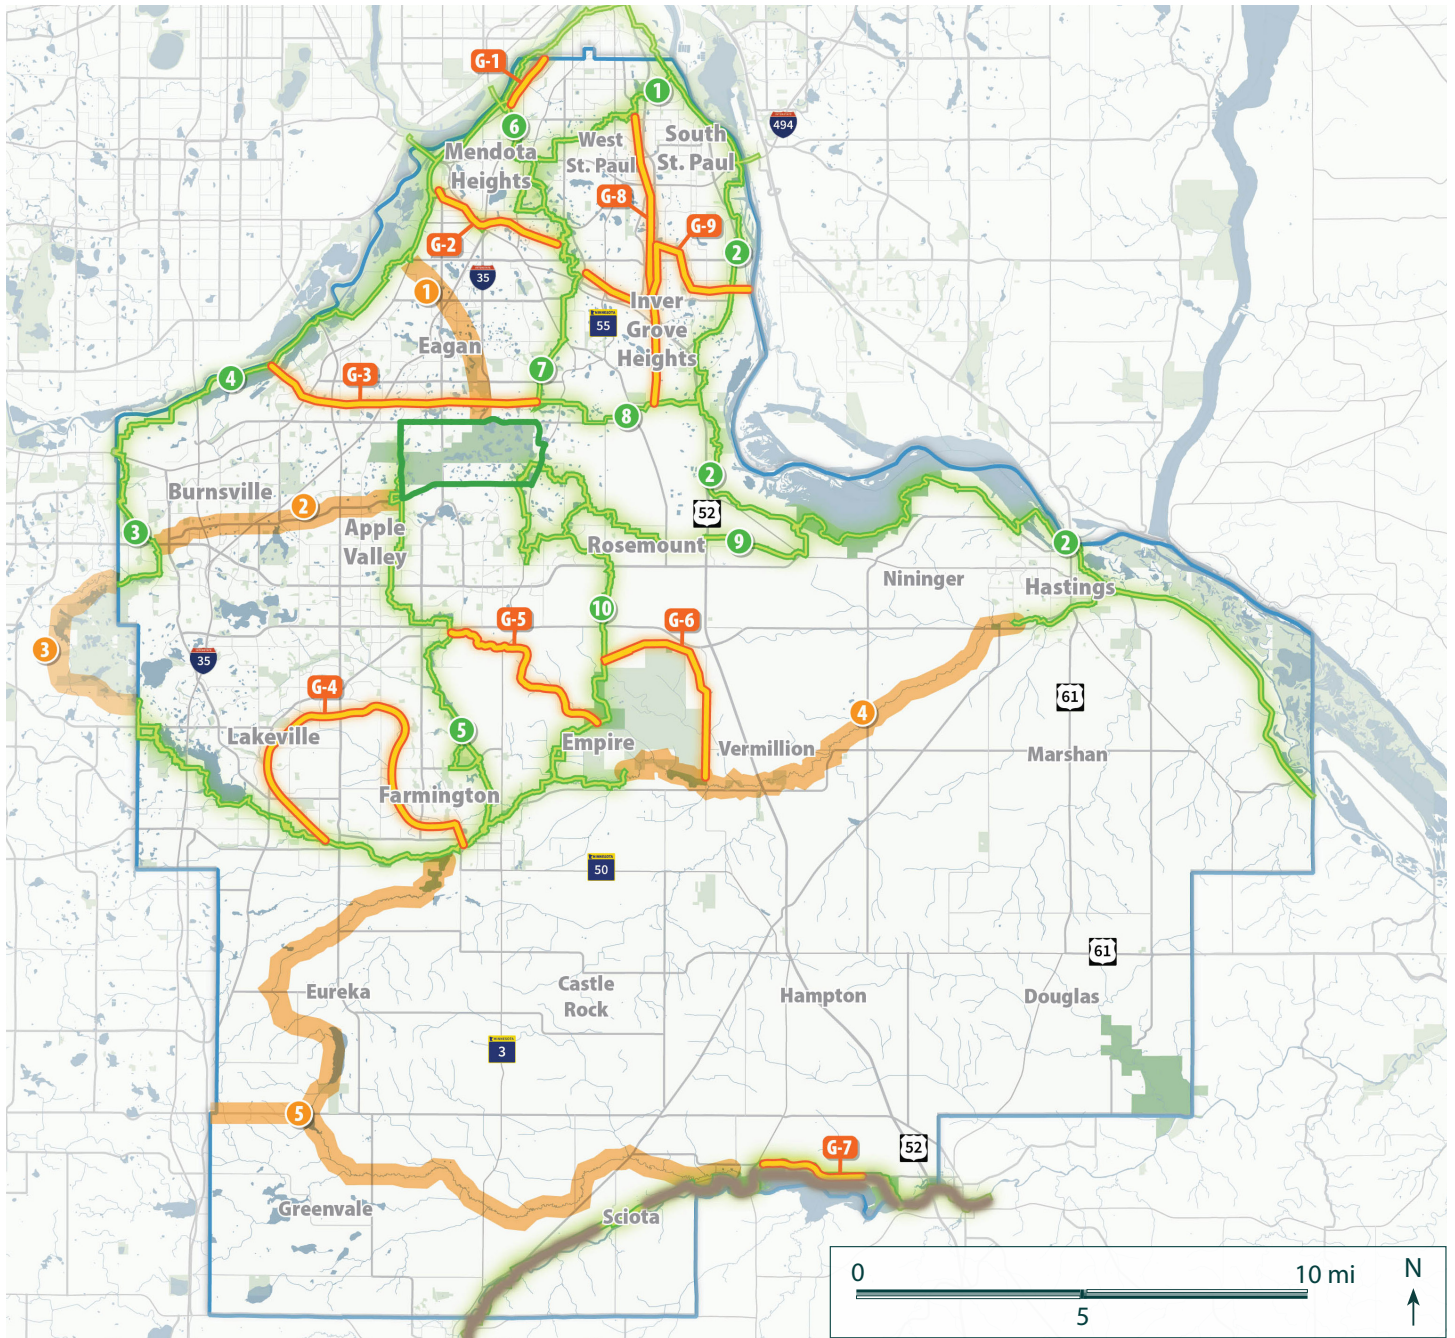 G-1
1
494
6
West
St. Paul
South
St. Paul
Mendota
Heights
G-8
G-2
G-9
2
35
1
Inver
Grove
Heights
MINNESOTA
55
Eagan
7
4
G-3
8
2
Burnsville
2
52
3
Apple
Valley
Rosemount
9
2
Nininger
Hastings
10
G-5
G-6
3
35
G-4
61
4
5
Lakeville
Empire
Vermillion
Marshan
Farmington
MINNESOTA
50
61
Eureka
Castle
Rock
Hampton
Douglas
MINNESOTA
3
5
G-7
52
Greenvale
Sciota
0
10 mi
N
5